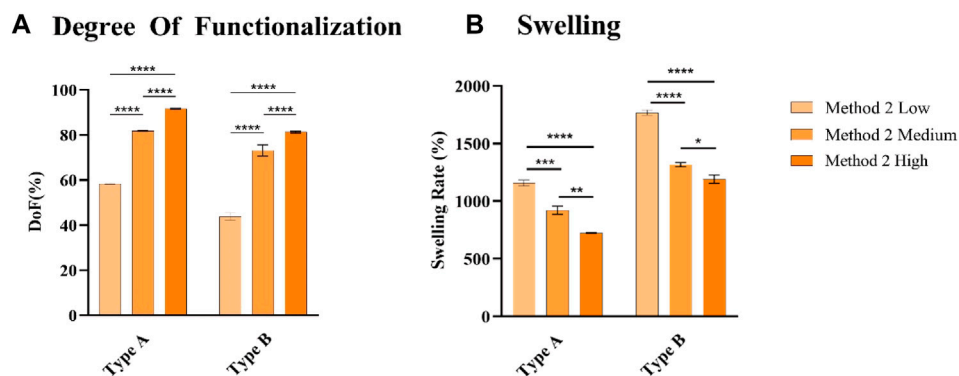 A Degree Of Functionalization
DoF(%)
100
80
60
40
20
0
****
****
****
****
****
****
Type A
Type B
B Swelling
Swelling Rate (%)
2000
1500
1000
500
0
****
***
**
****
****
*
Type A
Type B
Method 2 Low
Method 2 Medium
Method 2 High